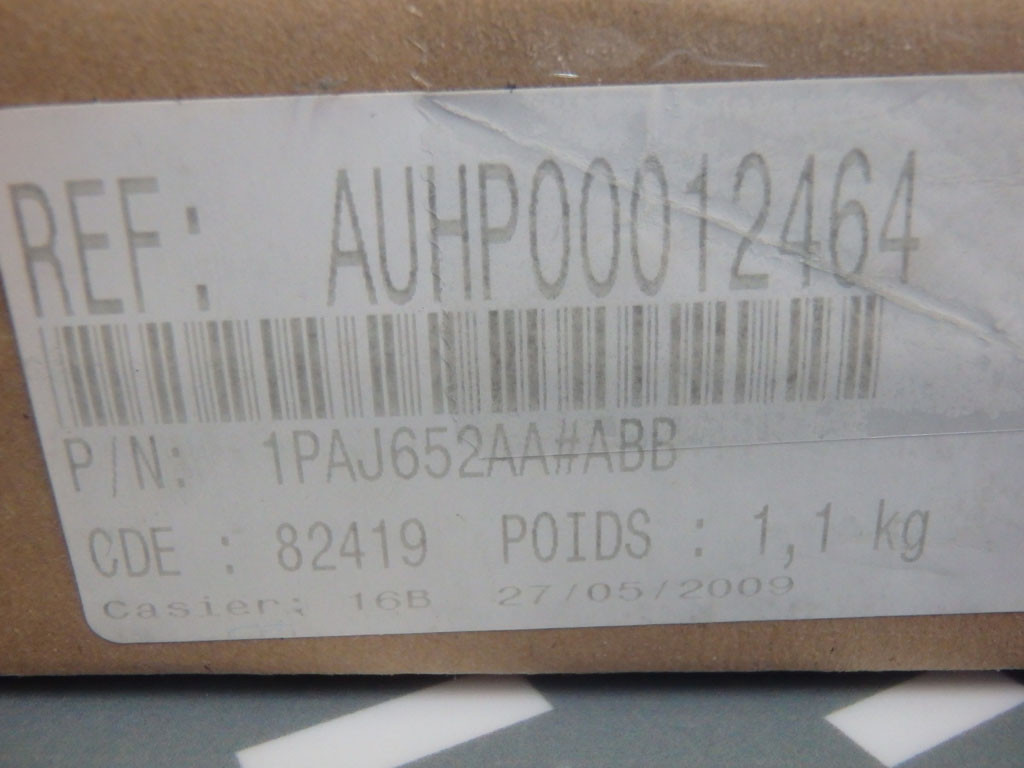 REF: AUHP00012464
P/N: 1PAJ652AA#ABB
CDE : 82419 POIDS : 1,1 kg
Casier: 16B 27/05/2009